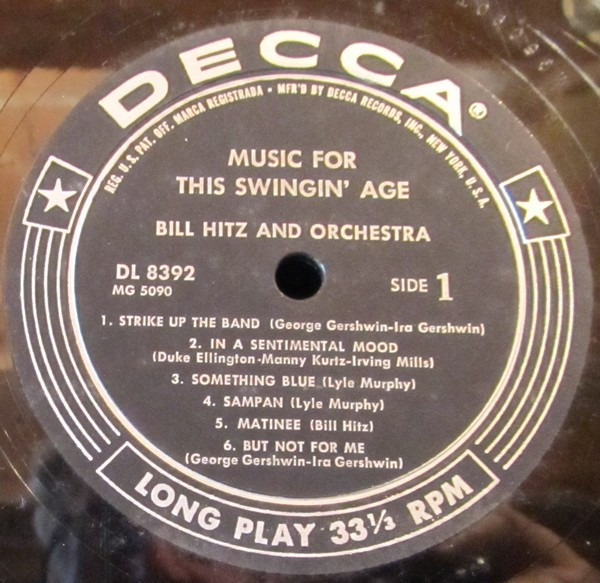 DECCA®
REG. U.S. PAT. OFF. MARCA REGISTRADA • MFR'D BY DECCA RECORDS, INC., NEW YORK, U.S.A.
MUSIC FOR
THIS SWINGIN' AGE
BILL HITZ AND ORCHESTRA
DL 8392
MG 5090
SIDE 1
1. STRIKE UP THE BAND (George Gershwin-Ira Gershwin)
2. IN A SENTIMENTAL MOOD
(Duke Ellington-Manny Kurtz-Irving Mills)
3. SOMETHING BLUE (Lyle Murphy)
4. SAMPAN (Lyle Murphy)
5. MATINEE (Bill Hitz)
6. BUT NOT FOR ME
(George Gershwin-Ira Gershwin)
LONG PLAY 33⅓ RPM